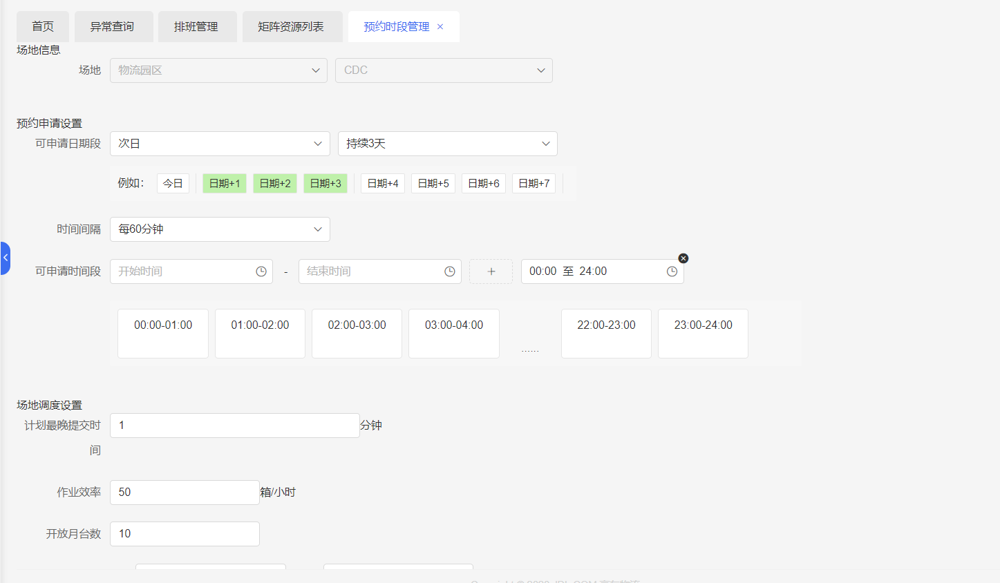 首页 异常查询 排班管理 矩阵资源列表 预约时段管理 ×
场地信息
场地 物流园区 CDC
预约申请设置
可申请日期段 次日 持续3天
例如： 今日 日期+1 日期+2 日期+3 日期+4 日期+5 日期+6 日期+7
时间间隔 每60分钟
可申请时间段 开始时间 - 结束时间 + 00:00 至 24:00
00:00-01:00 01:00-02:00 02:00-03:00 03:00-04:00 ...... 22:00-23:00 23:00-24:00
场地调度设置
计划最晚提交时 1 分钟
间
作业效率 50 箱/小时
开放月台数 10